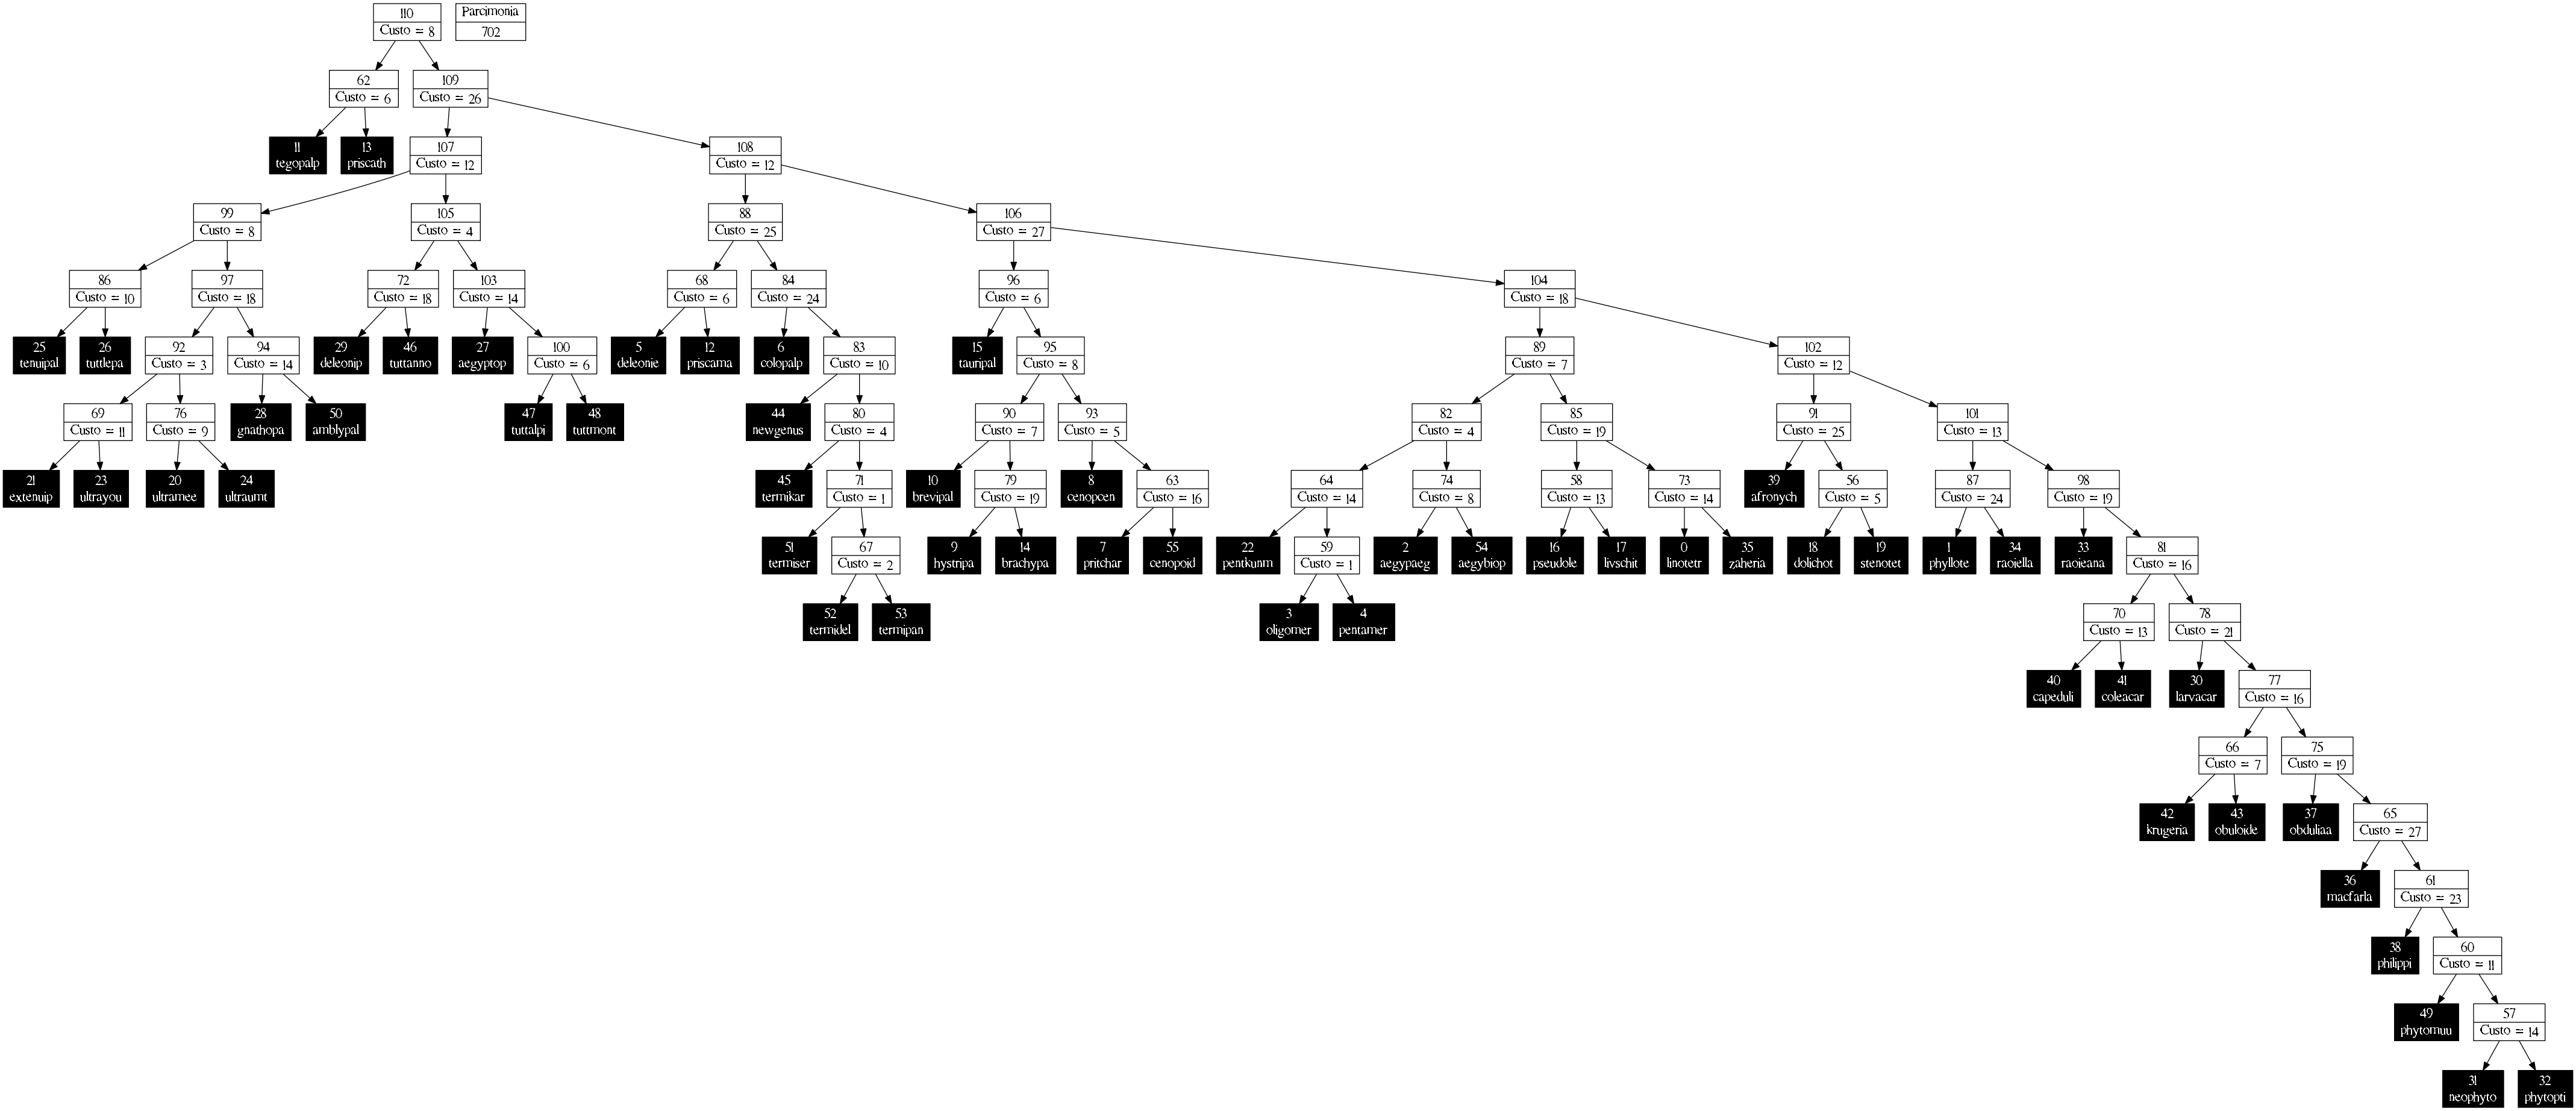 110
Custo = 8
Parcimonia
702
62
Custo = 6
109
Custo = 26
11
tegopalp
13
priscath
107
Custo = 12
108
Custo = 12
99
Custo = 8
105
Custo = 4
88
Custo = 25
106
Custo = 27
86
Custo = 10
97
Custo = 18
72
Custo = 18
103
Custo = 14
68
Custo = 6
84
Custo = 24
96
Custo = 6
104
Custo = 18
25
tenuipal
26
tuttlepa
92
Custo = 3
94
Custo = 14
29
deleonip
46
tuttanno
27
aegyptop
100
Custo = 6
5
deleonie
12
priscama
6
colopalp
83
Custo = 10
15
tauripal
95
Custo = 8
89
Custo = 7
102
Custo = 12
69
Custo = 11
76
Custo = 9
28
gnathopa
50
amblypal
47
tuttalpi
48
tuttmont
44
newgenus
80
Custo = 4
90
Custo = 7
93
Custo = 5
82
Custo = 4
85
Custo = 19
91
Custo = 25
101
Custo = 13
21
extenuip
23
ultrayou
20
ultramee
24
ultraumt
45
termikar
71
Custo = 1
10
brevipal
79
Custo = 19
8
cenopcen
63
Custo = 16
64
Custo = 14
74
Custo = 8
58
Custo = 13
73
Custo = 14
39
afronych
56
Custo = 5
87
Custo = 24
98
Custo = 19
51
termiser
67
Custo = 2
9
hystripa
14
brachypa
7
pritchar
55
cenopoid
22
pentkunm
59
Custo = 1
2
aegypaeg
54
aegybiop
16
pseudole
17
livschit
0
linotetr
35
zaheria
18
dolichot
19
stenotet
1
phyllote
34
raoiella
33
raoieana
81
Custo = 16
52
termidel
53
termipan
3
oligomer
4
pentamer
70
Custo = 13
78
Custo = 21
40
capeduli
41
coleacar
30
larvacar
77
Custo = 16
66
Custo = 7
75
Custo = 19
42
krugeria
43
obuloide
37
obduliaa
65
Custo = 27
36
macfarla
61
Custo = 23
38
philippi
60
Custo = 11
49
phytomuu
57
Custo = 14
31
neophyto
32
phytopti